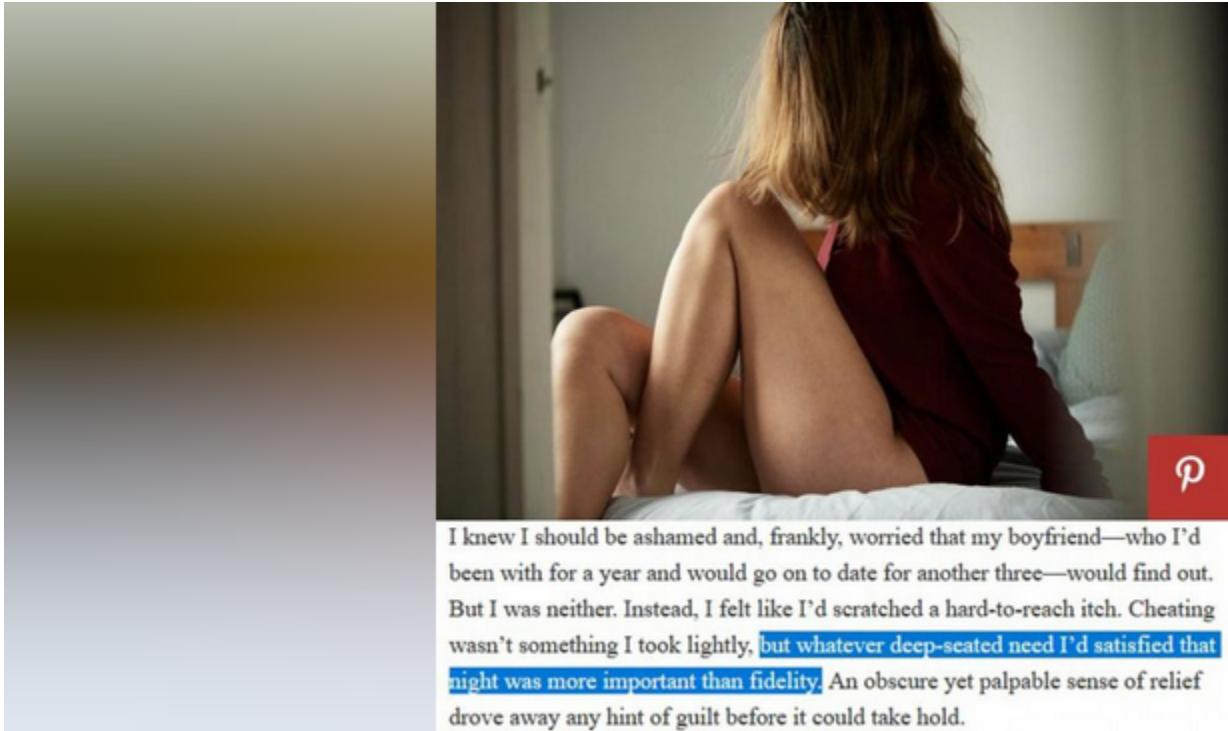 I knew I should be ashamed and, frankly, worried that my boyfriend—who I’d
been with for a year and would go on to date for another three—would find out.
But I was neither. Instead, I felt like I’d scratched a hard-to-reach itch. Cheating
wasn’t something I took lightly, but whatever deep-seated need I’d satisfied that
night was more important than fidelity. An obscure yet palpable sense of relief
drove away any hint of guilt before it could take hold.